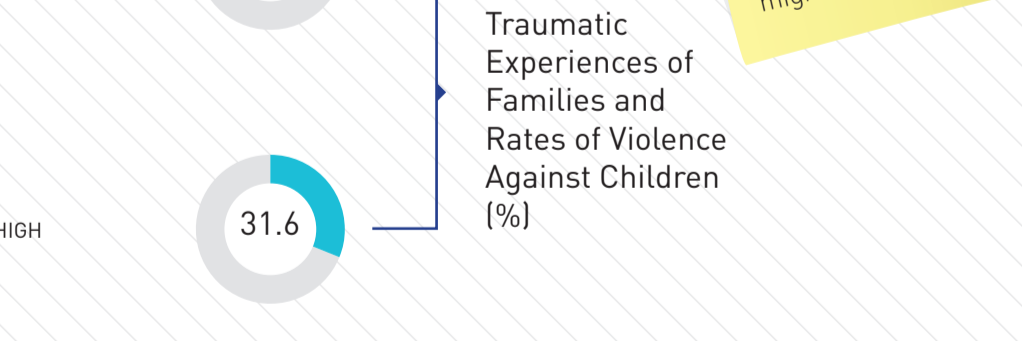 Traumatic
Experiences of
Families and
Rates of Violence
Against Children
(%)
HIGH
31.6